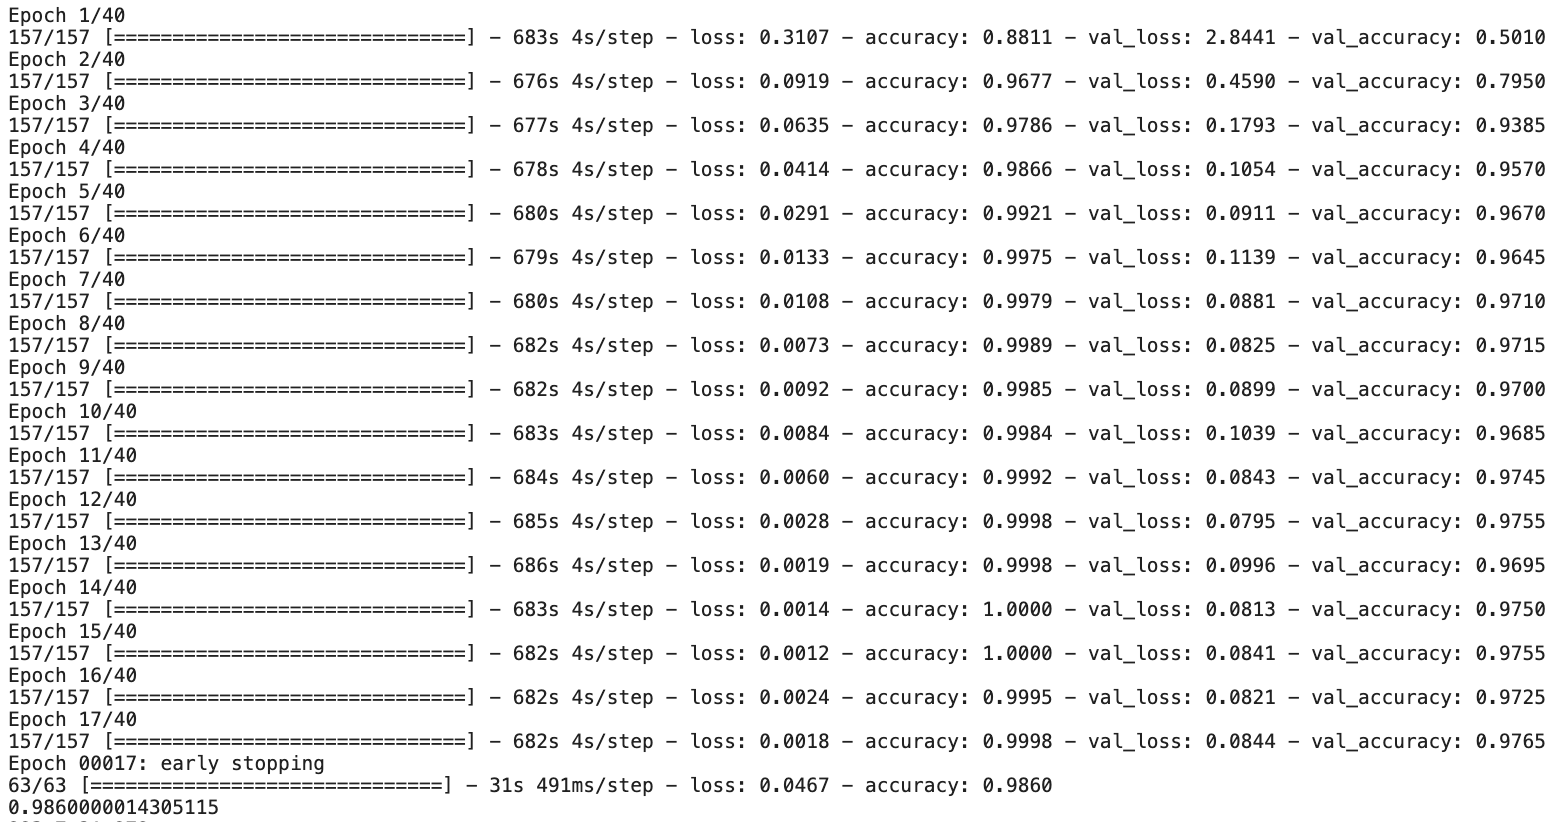 Epoch 1/40
157/157 [==============================] - 683s 4s/step - loss: 0.3107 - accuracy: 0.8811 - val_loss: 2.8441 - val_accuracy: 0.5010
Epoch 2/40
157/157 [==============================] - 676s 4s/step - loss: 0.0919 - accuracy: 0.9677 - val_loss: 0.4590 - val_accuracy: 0.7950
Epoch 3/40
157/157 [==============================] - 677s 4s/step - loss: 0.0635 - accuracy: 0.9786 - val_loss: 0.1793 - val_accuracy: 0.9385
Epoch 4/40
157/157 [==============================] - 678s 4s/step - loss: 0.0414 - accuracy: 0.9866 - val_loss: 0.1054 - val_accuracy: 0.9570
Epoch 5/40
157/157 [==============================] - 680s 4s/step - loss: 0.0291 - accuracy: 0.9921 - val_loss: 0.0911 - val_accuracy: 0.9670
Epoch 6/40
157/157 [==============================] - 679s 4s/step - loss: 0.0133 - accuracy: 0.9975 - val_loss: 0.1139 - val_accuracy: 0.9645
Epoch 7/40
157/157 [==============================] - 680s 4s/step - loss: 0.0108 - accuracy: 0.9979 - val_loss: 0.0881 - val_accuracy: 0.9710
Epoch 8/40
157/157 [==============================] - 682s 4s/step - loss: 0.0073 - accuracy: 0.9989 - val_loss: 0.0825 - val_accuracy: 0.9715
Epoch 9/40
157/157 [==============================] - 682s 4s/step - loss: 0.0092 - accuracy: 0.9985 - val_loss: 0.0899 - val_accuracy: 0.9700
Epoch 10/40
157/157 [==============================] - 683s 4s/step - loss: 0.0084 - accuracy: 0.9984 - val_loss: 0.1039 - val_accuracy: 0.9685
Epoch 11/40
157/157 [==============================] - 684s 4s/step - loss: 0.0060 - accuracy: 0.9992 - val_loss: 0.0843 - val_accuracy: 0.9745
Epoch 12/40
157/157 [==============================] - 685s 4s/step - loss: 0.0028 - accuracy: 0.9998 - val_loss: 0.0795 - val_accuracy: 0.9755
Epoch 13/40
157/157 [==============================] - 686s 4s/step - loss: 0.0019 - accuracy: 0.9998 - val_loss: 0.0996 - val_accuracy: 0.9695
Epoch 14/40
157/157 [==============================] - 683s 4s/step - loss: 0.0014 - accuracy: 1.0000 - val_loss: 0.0813 - val_accuracy: 0.9750
Epoch 15/40
157/157 [==============================] - 682s 4s/step - loss: 0.0012 - accuracy: 1.0000 - val_loss: 0.0841 - val_accuracy: 0.9755
Epoch 16/40
157/157 [==============================] - 682s 4s/step - loss: 0.0024 - accuracy: 0.9995 - val_loss: 0.0821 - val_accuracy: 0.9725
Epoch 17/40
157/157 [==============================] - 682s 4s/step - loss: 0.0018 - accuracy: 0.9998 - val_loss: 0.0844 - val_accuracy: 0.9765
Epoch 00017: early stopping
63/63 [==============================] - 31s 491ms/step - loss: 0.0467 - accuracy: 0.9860
0.9860000014305115